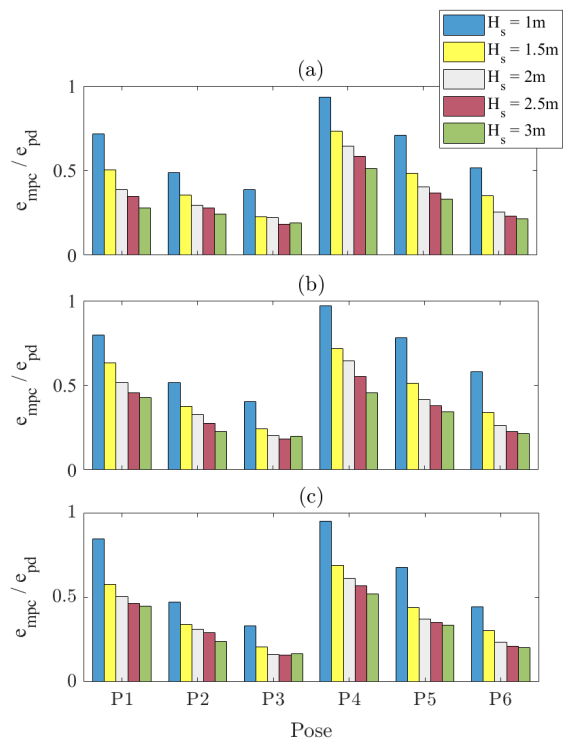 H_s = 1m
H_s = 1.5m
H_s = 2m
H_s = 2.5m
H_s = 3m
(a)
1
0.5
0
e_mpc / e_pd
(b)
1
0.5
0
e_mpc / e_pd
(c)
1
0.5
0
e_mpc / e_pd
P1 P2 P3 P4 P5 P6
Pose